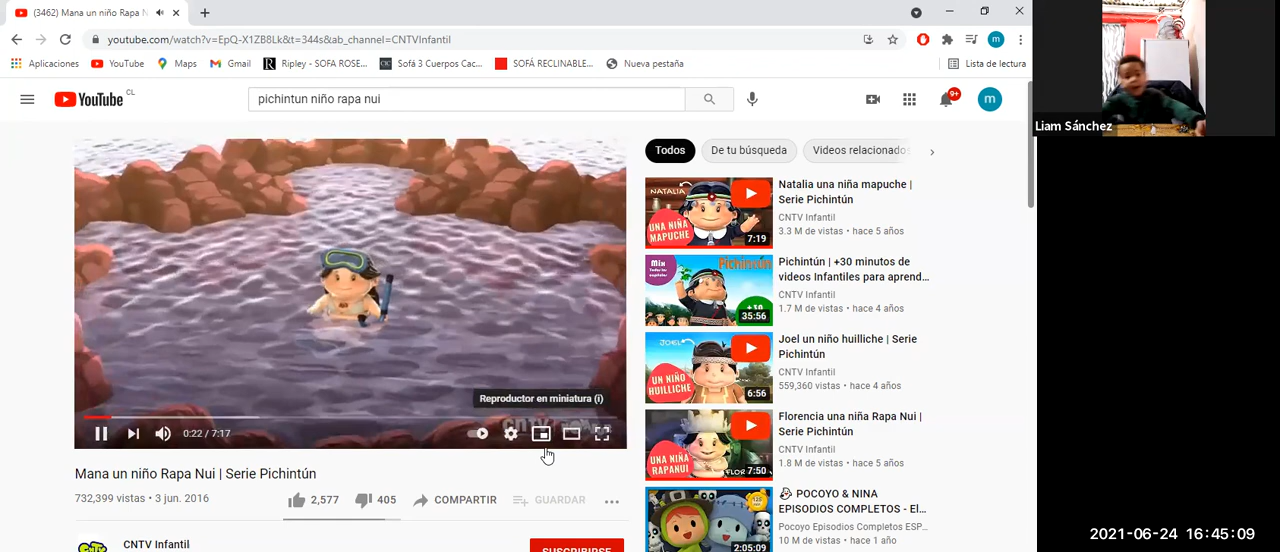 (3462) Mana un niño Rapa N
youtube.com/watch?v=EpQ-X1ZB8Lk&t=344s&ab_channel=CNTVInf
Aplicaciones YouTube Maps Gmail Ripley - SOFA ROSE... Sofá 3 Cuerpos Cac... SOFÁ RECLINABLE... Nueva pestaña Lista de lectura
YouTube CL
pichintun niño rapa nui
9+
m
Todos De tu búsqueda Videos relacionados
NATALIA
UNA NIÑA MAPUCHE
7:19
Natalia una niña mapuche |
Serie Pichintún
CNTV Infantil
3.3 M de vistas • hace 5 años
Mix
Pichintún
+30
35:56
Pichintún | +30 minutos de
videos Infantiles para aprend...
CNTV Infantil
1.7 M de vistas • hace 4 años
JOEL
UN NIÑO HUILLICHE
6:56
Joel un niño huilliche | Serie
Pichintún
CNTV Infantil
559,360 vistas • hace 4 años
UNA NIÑA RAPANUI
FLOR
7:50
Florencia una niña Rapa Nui |
Serie Pichintún
CNTV Infantil
1.8 M de vistas • hace 5 años
2:05:09
POCOYO & NINA
EPISODIOS COMPLETOS - El...
Pocoyo Episodios Completos ESP...
10 M de vistas • hace 1 año
Reproductor en miniatura (i)
0:22 / 7:17
Mana un niño Rapa Nui | Serie Pichintún
732,399 vistas • 3 jun. 2016
2,577 405 COMPARTIR GUARDAR ...
CNTV Infantil
SUSCRIBIRSE
Liam Sánchez
2021-06-24 16:45:09